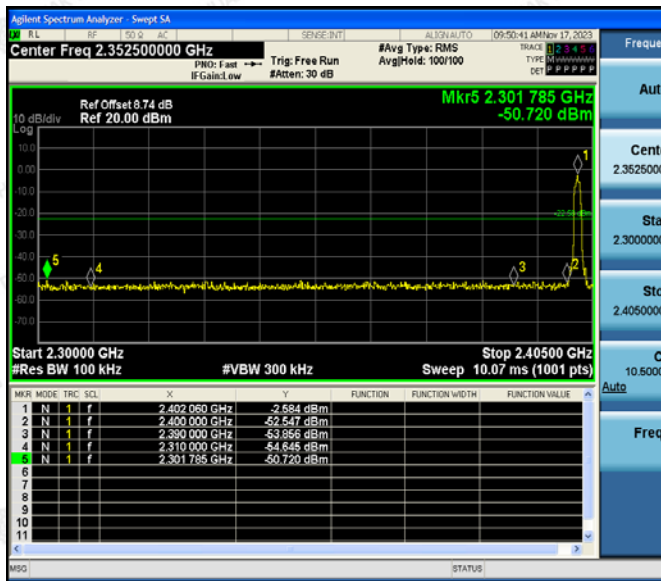 Agilent Spectrum Analyzer - Swept SA
RL RF 50 Ω AC SENSE:INT ALIGN AUTO 09:50:41 AM Nov 17, 2023
Center Freq 2.352500000 GHz #Avg Type: RMS TRACE 1 2 3 4 5 6
PNO: Fast Trig: Free Run Avg|Hold: 100/100 TYPE M
IFGain:Low #Atten: 30 dB DET P P P P P P
Mkr5 2.301 785 GHz
-50.720 dBm
Ref Offset 8.74 dB
10 dB/div Ref 20.00 dBm
Log
10.0
0.00
-10.0
-20.0
-30.0
-40.0
-50.0
-60.0
-70.0
1
2
3
4
5
Start 2.30000 GHz Stop 2.40500 GHz
#Res BW 100 kHz #VBW 300 kHz Sweep 10.07 ms (1001 pts)
MKR MODE TRC SCL X Y FUNCTION FUNCTION WIDTH FUNCTION VALUE
1 N 1 f 2.402 060 GHz -2.584 dBm
2 N 1 f 2.400 000 GHz -52.547 dBm
3 N 1 f 2.390 000 GHz -53.856 dBm
4 N 1 f 2.310 000 GHz -54.645 dBm
5 N 1 f 2.301 785 GHz -50.720 dBm
6
7
8
9
10
11
MSG STATUS
Freque
Aut
Cente
2.3525000
Sta
2.3000000
Sto
2.4050000
C
10.5000
Auto
Freq